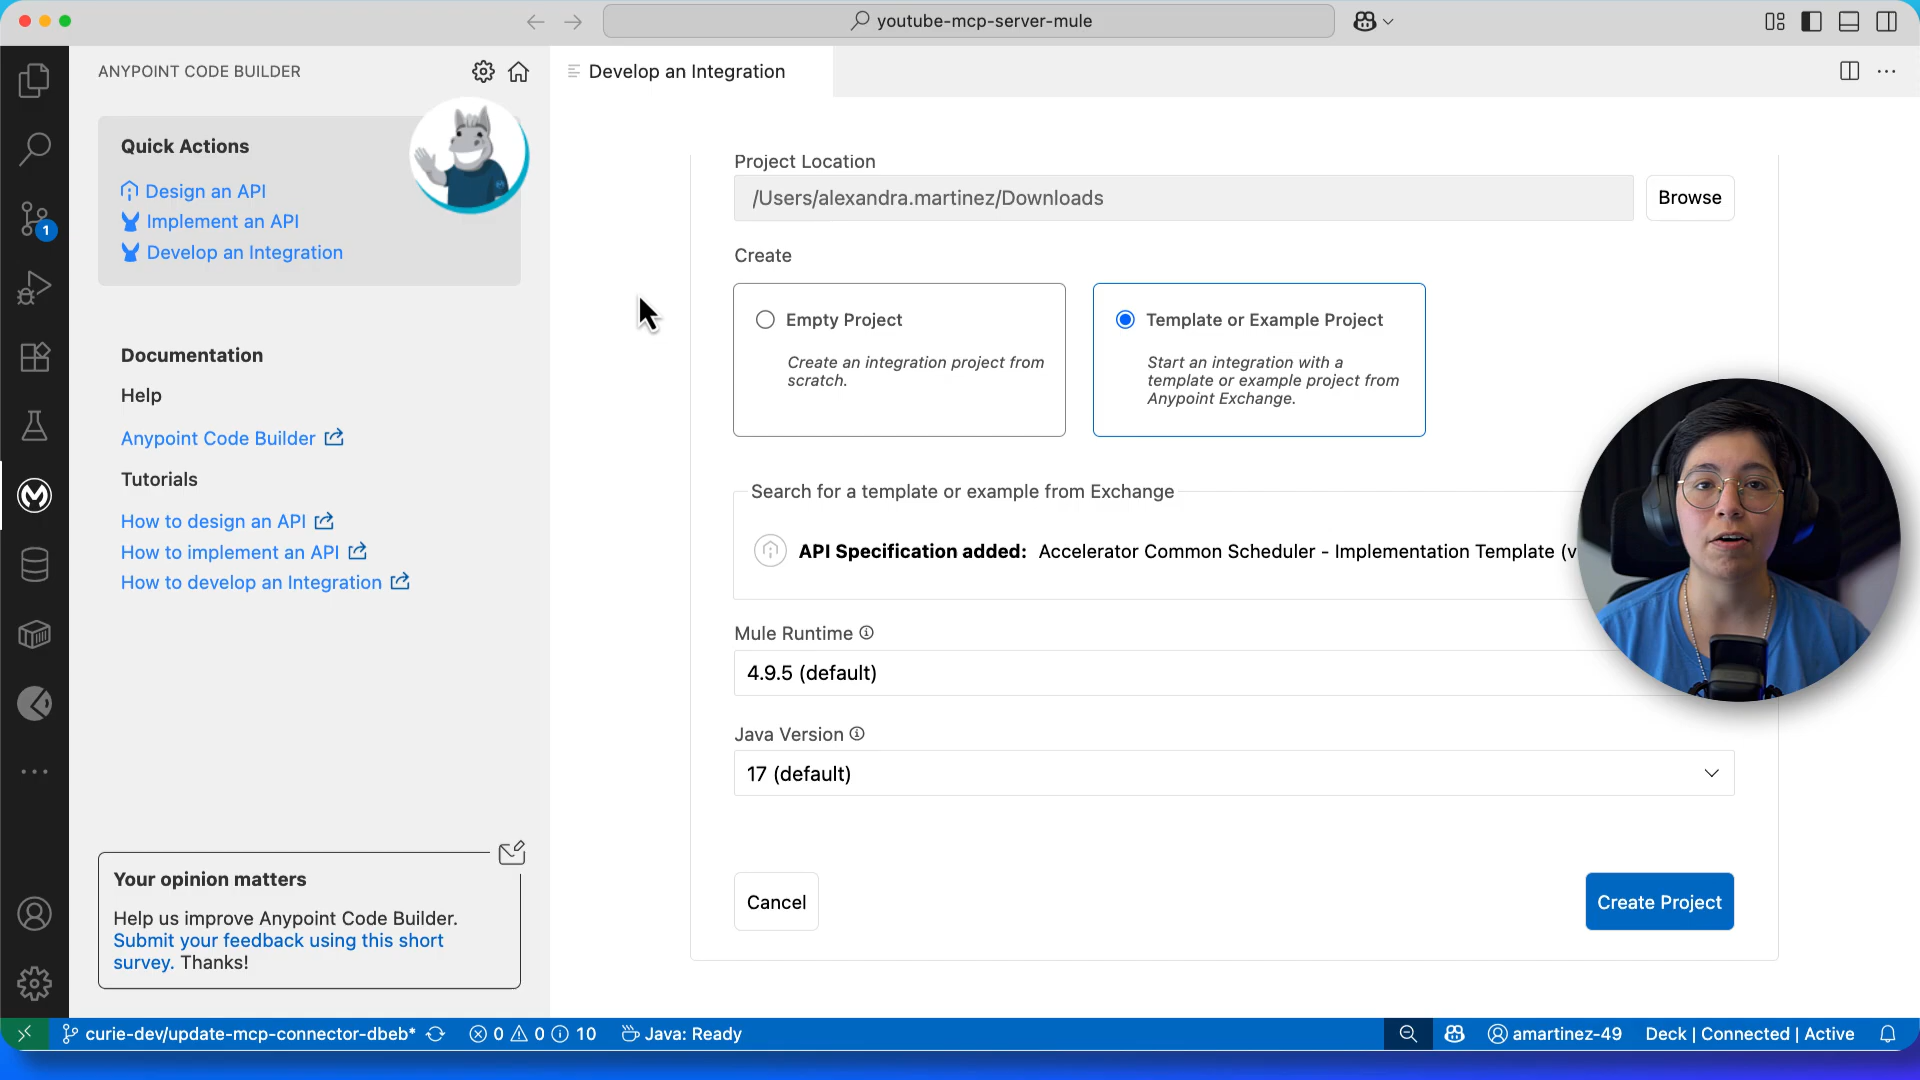 youtube-mcp-server-mule
ANYPOINT CODE BUILDER
Develop an Integration
Quick Actions
Design an API
Implement an API
Develop an Integration
Documentation
Help
Anypoint Code Builder
Tutorials
How to design an API
How to implement an API
How to develop an Integration
Your opinion matters
Help us improve Anypoint Code Builder.
Submit your feedback using this short
survey. Thanks!
Project Location
/Users/alexandra.martinez/Downloads
Browse
Create
Empty Project
Create an integration project from
scratch.
Template or Example Project
Start an integration with a
template or example project from
Anypoint Exchange.
Search for a template or example from Exchange
API Specification added: Accelerator Common Scheduler - Implementation Template (v
Mule Runtime
4.9.5 (default)
Java Version
17 (default)
Cancel
Create Project
1
curie-dev/update-mcp-connector-dbeb*
0 0 10
Java: Ready
amartinez-49
Deck | Connected | Active